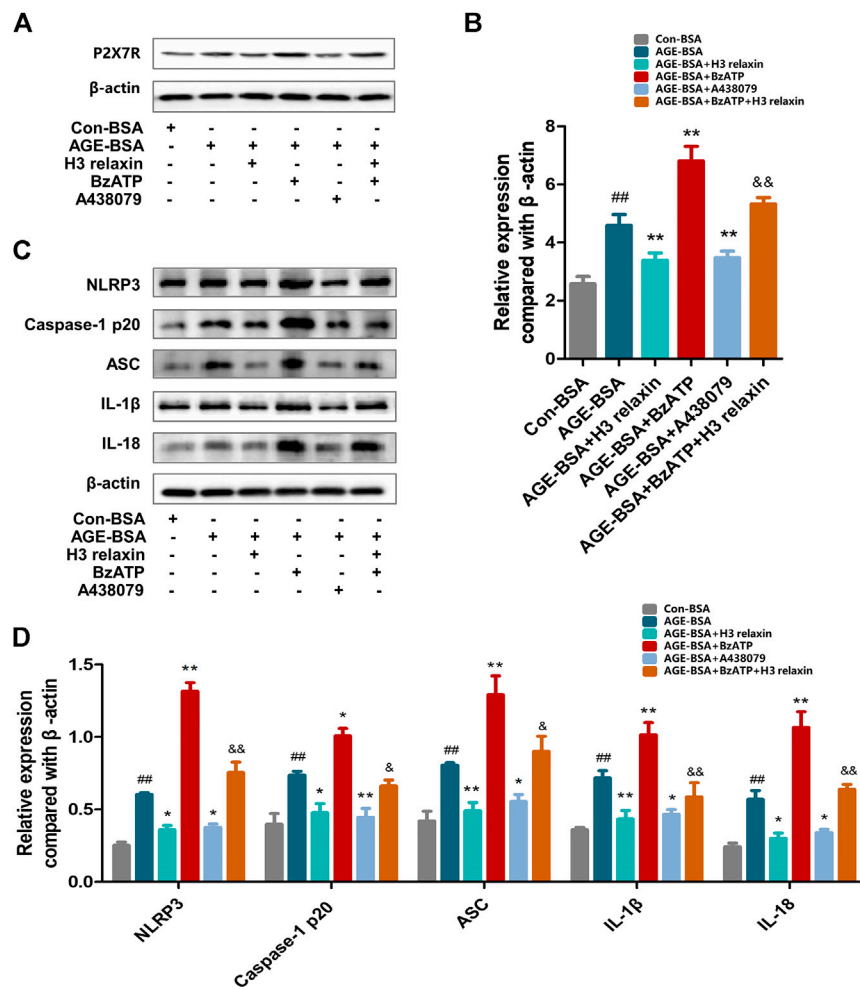 A
P2X7R
β-actin
Con-BSA + - - - - -
AGE-BSA - + + + + +
H3 relaxin - - + - - +
BzATP - - - + - +
A438079 - - - - + -
B
Con-BSA
AGE-BSA
AGE-BSA+H3 relaxin
AGE-BSA+BzATP
AGE-BSA+A438079
AGE-BSA+BzATP+H3 relaxin
Relative expression
compared with β -actin
8
6
4
2
0
##
**
**
**
&&
Con-BSA
AGE-BSA
AGE-BSA+H3 relaxin
AGE-BSA+BzATP
AGE-BSA+A438079
AGE-BSA+BzATP+H3 relaxin
C
NLRP3
Caspase-1 p20
ASC
IL-1β
IL-18
β-actin
Con-BSA + - - - - -
AGE-BSA - + + + + +
H3 relaxin - - + - - +
BzATP - - - + - +
A438079 - - - - + -
D
Con-BSA
AGE-BSA
AGE-BSA+H3 relaxin
AGE-BSA+BzATP
AGE-BSA+A438079
AGE-BSA+BzATP+H3 relaxin
Relative expression
compared with β -actin
1.5
1.0
0.5
0.0
## * ** * &&
## * * ** &
## ** ** * &
## ** ** * &&
## * ** * &&
NLRP3
Caspase-1 p20
ASC
IL-1β
IL-18